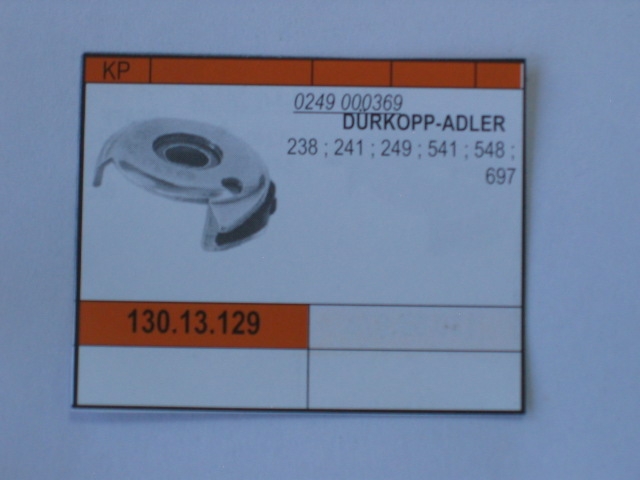 KP
0249 000369
DÜRKOPP-ADLER
238 ; 241 ; 249 ; 541 ; 548 ;
697
130.13.129